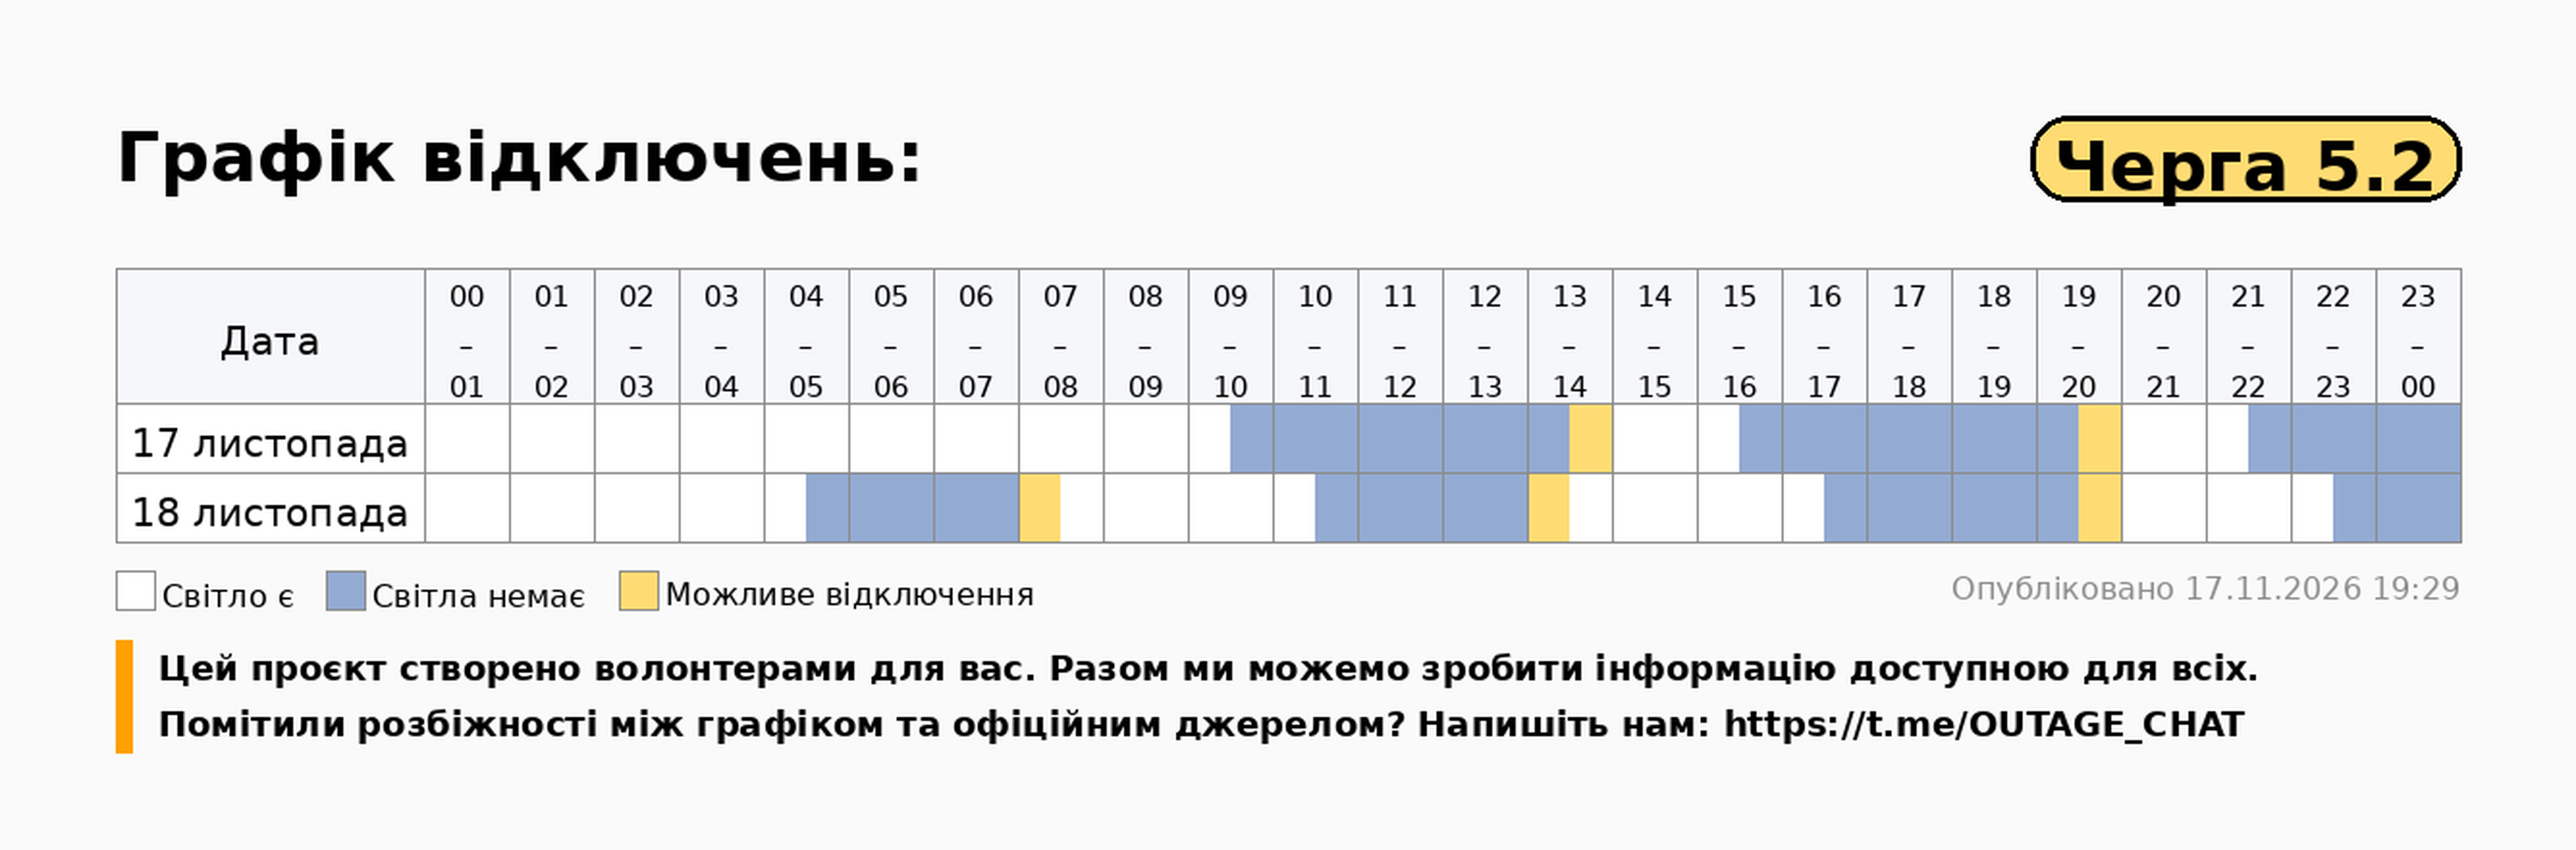 Графік відключень:
Черга 5.2
Дата 00 – 01 01 – 02 02 – 03 03 – 04 04 – 05 05 – 06 06 – 07 07 – 08 08 – 09 09 – 10 10 – 11 11 – 12 12 – 13 13 – 14 14 – 15 15 – 16 16 – 17 17 – 18 18 – 19 19 – 20 20 – 21 21 – 22 22 – 23 23 – 00
17 листопада
18 листопада
Світло є Світла немає Можливе відключення
Опубліковано 17.11.2026 19:29
Цей проєкт створено волонтерами для вас. Разом ми можемо зробити інформацію доступною для всіх.
Помітили розбіжності між графіком та офіційним джерелом? Напишіть нам: https://t.me/OUTAGE_CHAT